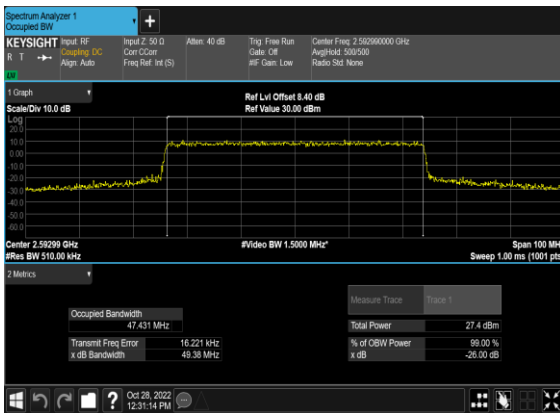 Spectrum Analyzer 1
Occupied BW
KEYSIGHT
R T
LV
Input: RF
Coupling: DC
Align: Auto
Input Z: 50 Ω
Corr CCorr
Freq Ref: Int (S)
Atten: 40 dB
Trig: Free Run
Gate: Off
#IF Gain: Low
Center Freq: 2.592990000 GHz
Avg|Hold: 500/500
Radio Std: None
1 Graph
Scale/Div 10.0 dB
Ref Lvl Offset 8.40 dB
Ref Value 30.00 dBm
Log
20.0
10.0
0.00
-10.0
-20.0
-30.0
-40.0
-50.0
-60.0
Center 2.59299 GHz
#Res BW 510.00 kHz
#Video BW 1.5000 MHz*
Span 100 MH
Sweep 1.00 ms (1001 pts
2 Metrics
Measure Trace Trace 1
Occupied Bandwidth
47.431 MHz
Total Power 27.4 dBm
Transmit Freq Error 16.221 kHz
% of OBW Power 99.00 %
x dB Bandwidth 49.38 MHz
x dB -26.00 dB
Oct 28, 2022
12:31:14 PM